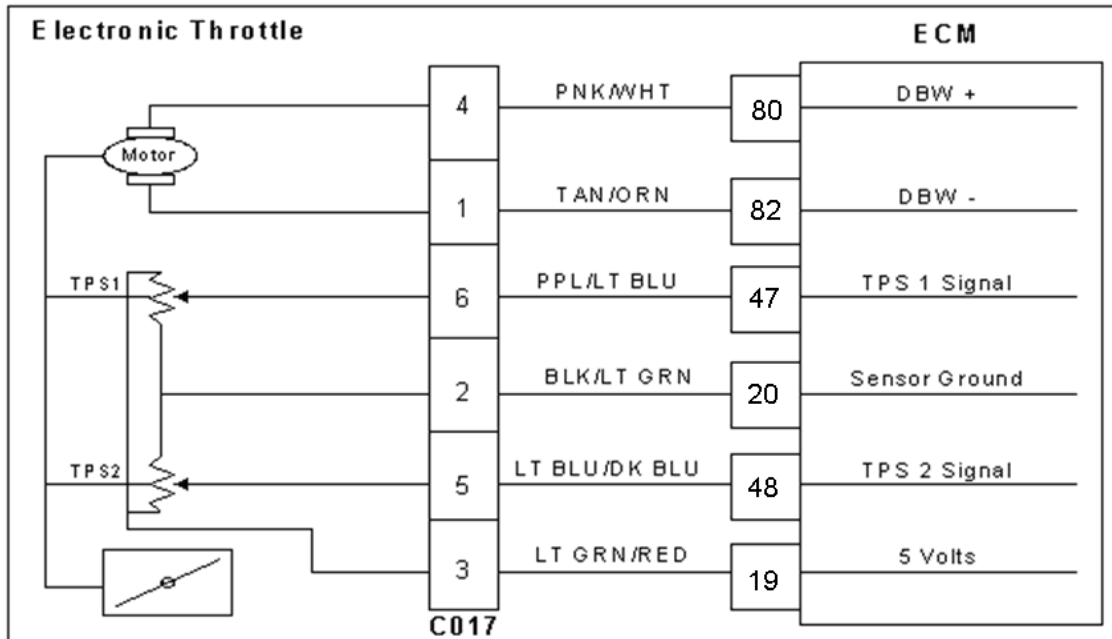 Electronic Throttle
ECM
4 PNK/WHT 80 DBW +
Motor
1 TAN/ORN 82 DBW -
TPS1 6 PPL/LT BLU 47 TPS 1 Signal
2 BLK/LT GRN 20 Sensor Ground
TPS2 5 LT BLU/DK BLU 48 TPS 2 Signal
3 LT GRN/RED 19 5 Volts
C017